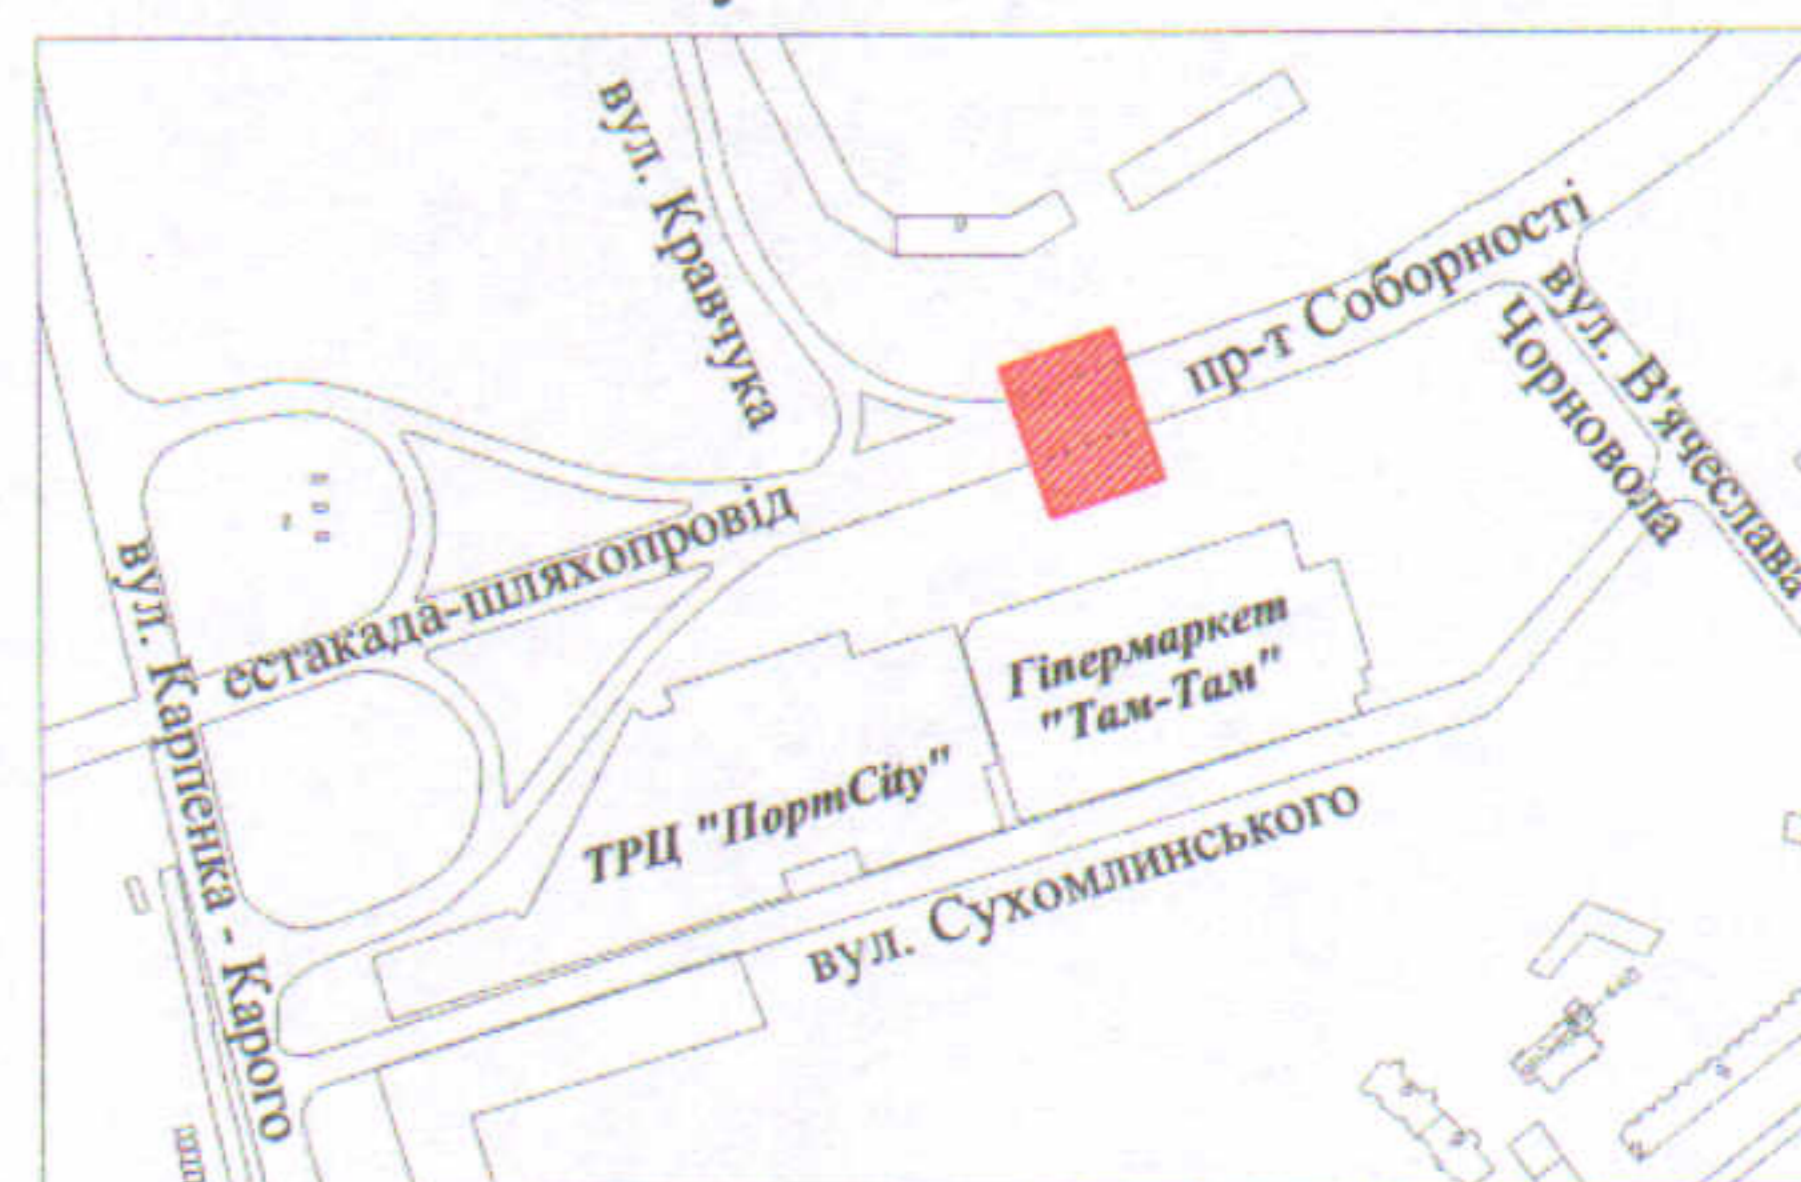 вул. Кравчука
пр-т Соборності
вул. В'ячеслава
Чорновола
естакада-шляхопровід
вул. Карпенка - Карого
Гіпермаркет
"Там-Там"
ТРЦ "ПортCity"
вул. Сухомлинського